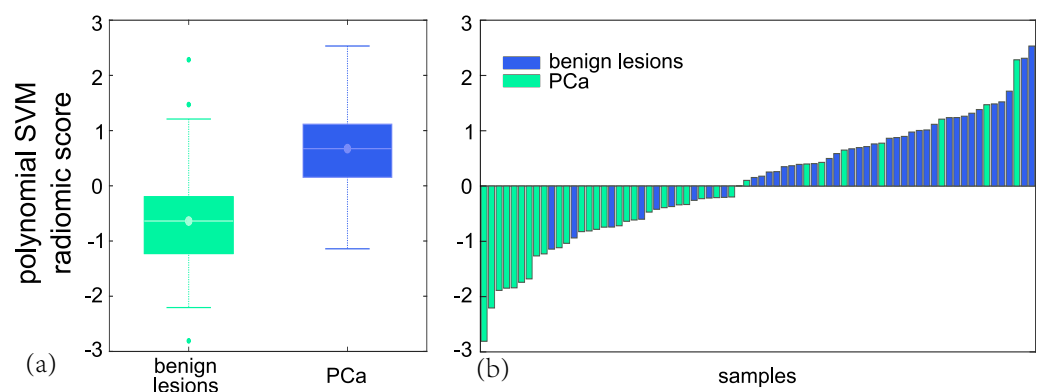 polynomial SVM
radiomic score
3
2
1
0
-1
-2
-3
benign
lesions
PCa
(a)
3
2
1
0
-1
-2
-3
benign lesions
PCa
samples
(b)